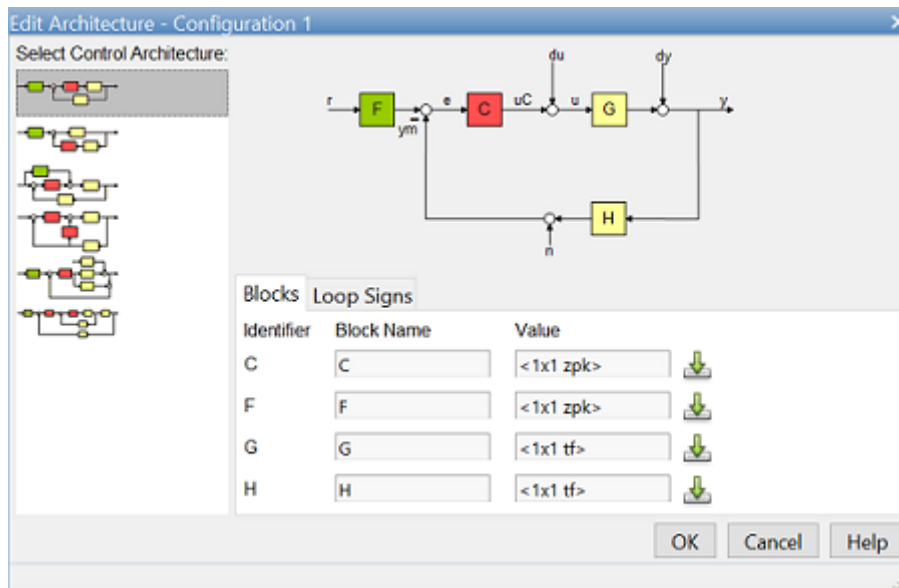 Edit Architecture - Configuration 1
Select Control Architecture:
du
dy
r
F
e
C
uC
u
G
y
ym
H
n
Blocks
Loop Signs
Identifier
Block Name
Value
C
C
<1x1 zpk>
F
F
<1x1 zpk>
G
G
<1x1 tf>
H
H
<1x1 tf>
OK
Cancel
Help